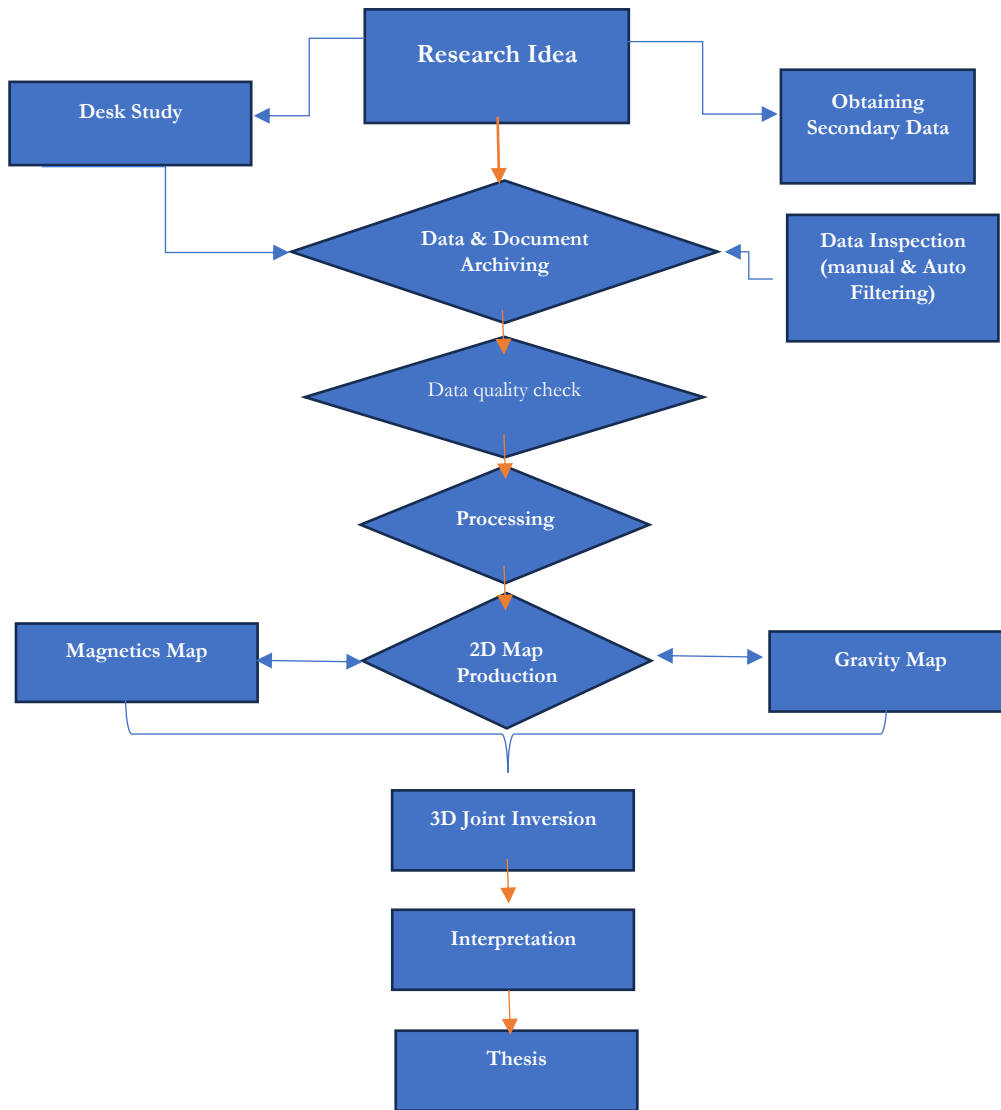 Research Idea
Desk Study
Obtaining
Secondary Data
Data & Document
Archiving
Data Inspection
(manual & Auto
Filtering)
Data quality check
Processing
Magnetics Map
2D Map
Production
Gravity Map
3D Joint Inversion
Interpretation
Thesis